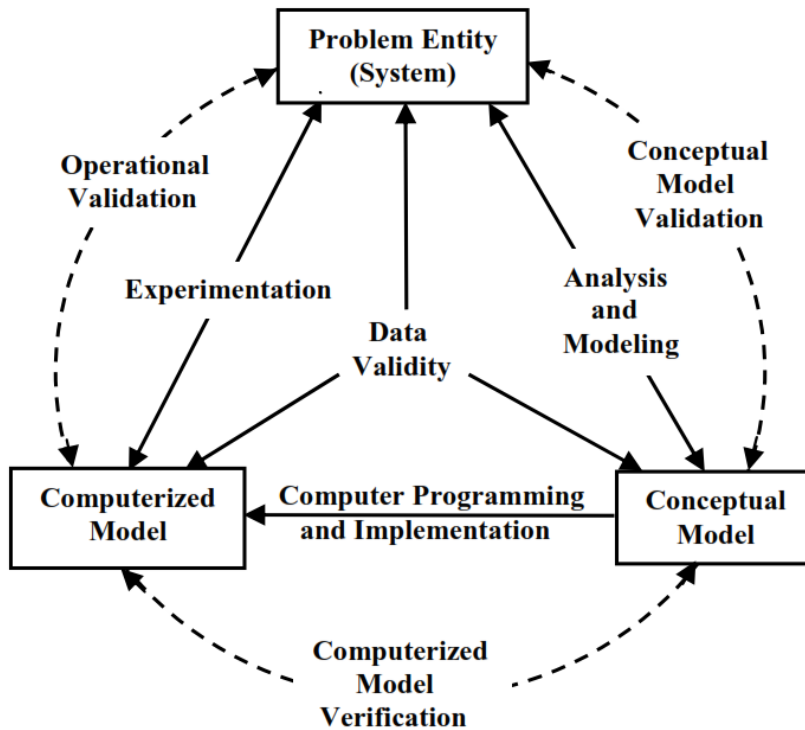 Problem Entity
(System)
Operational
Validation
Conceptual
Model
Validation
Experimentation
Analysis
and
Modeling
Data
Validity
Computerized
Model
Computer Programming
and Implementation
Conceptual
Model
Computerized
Model
Verification